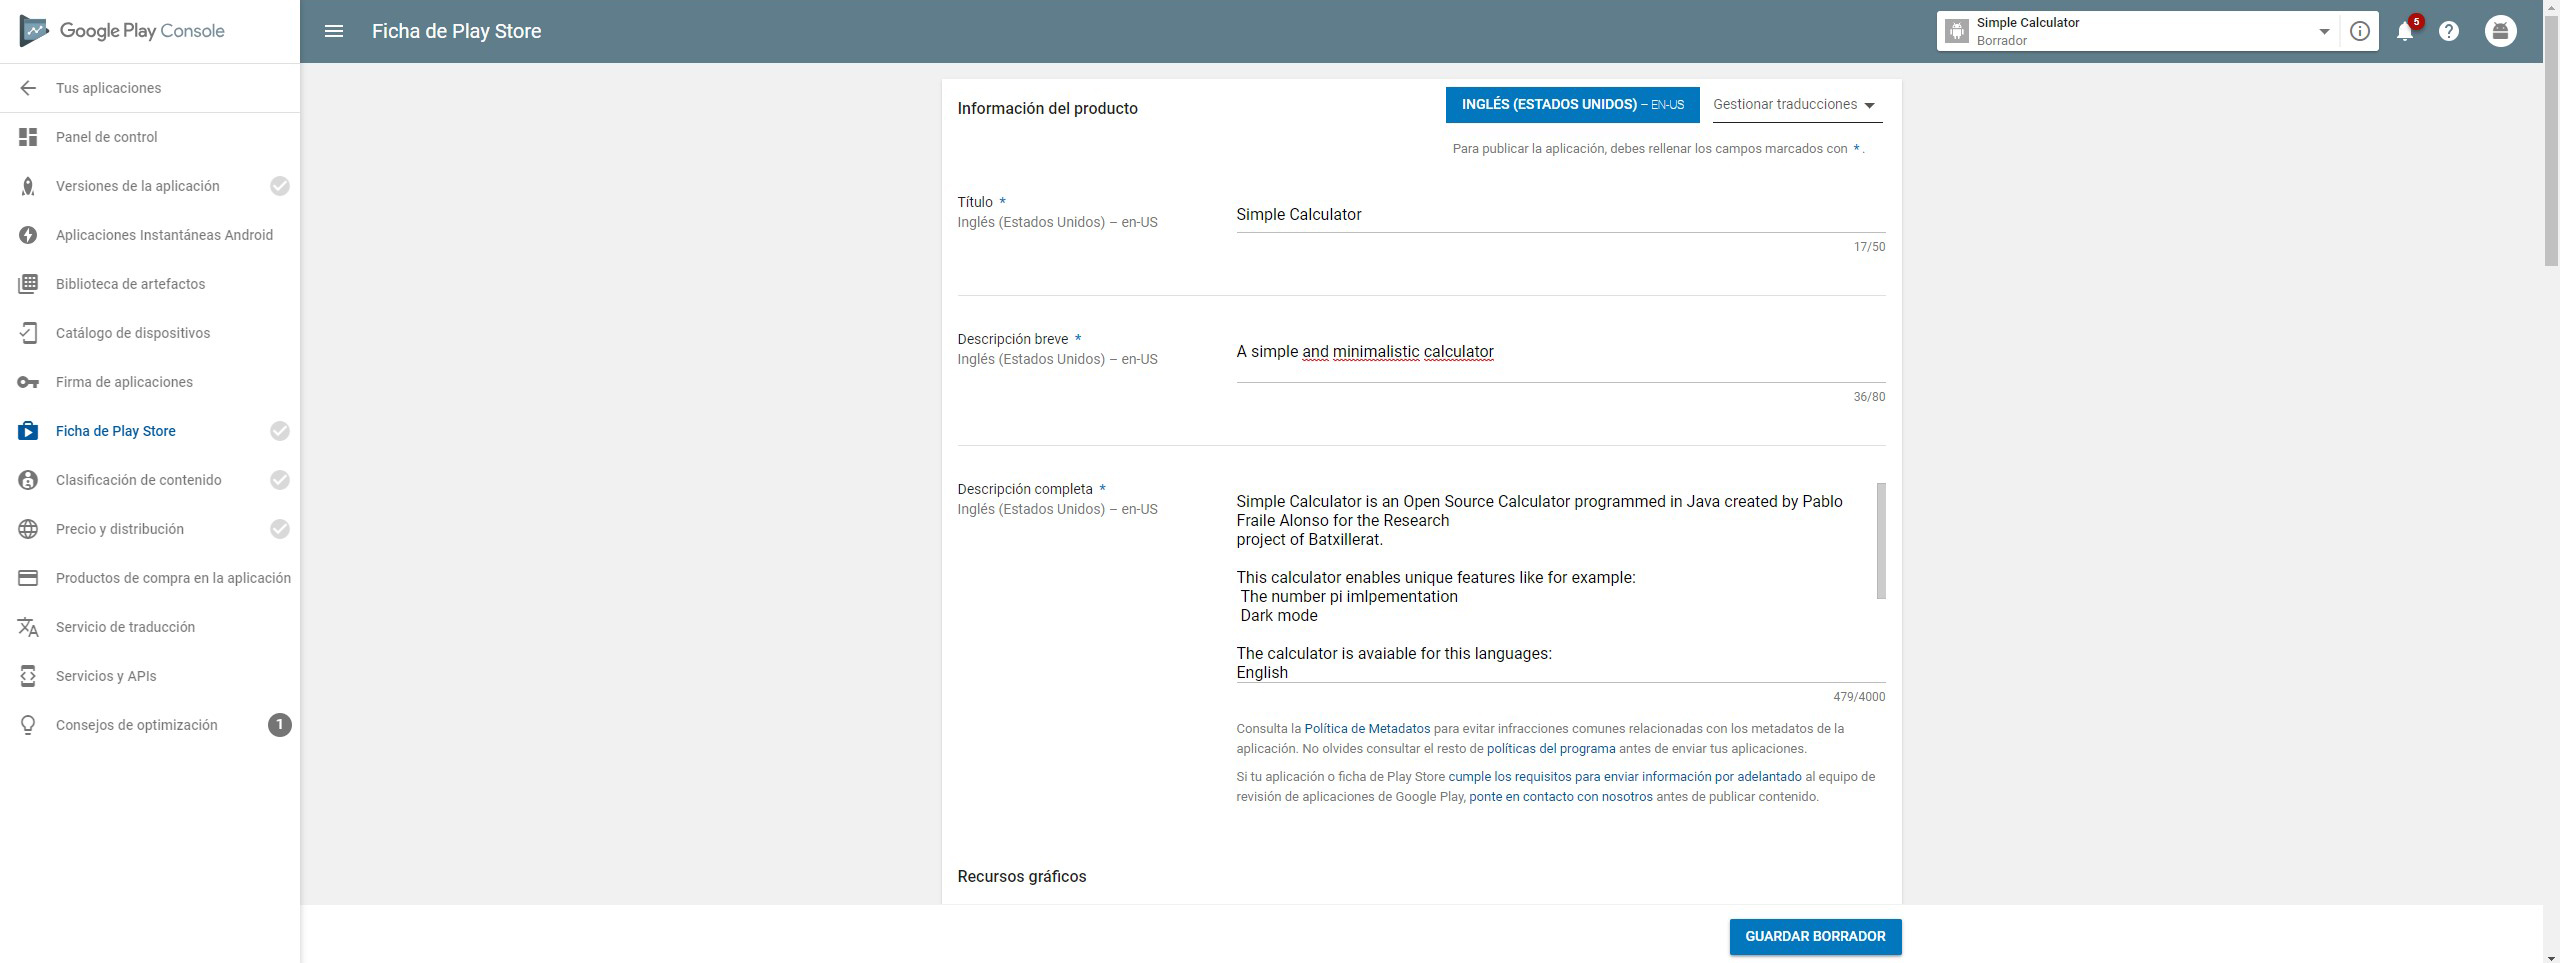 Google Play Console
Ficha de Play Store
Simple Calculator
Borrador
5
Tus aplicaciones
Panel de control
Versiones de la aplicación
Aplicaciones Instantáneas Android
Biblioteca de artefactos
Catálogo de dispositivos
Firma de aplicaciones
Ficha de Play Store
Clasificación de contenido
Precio y distribución
Productos de compra en la aplicación
Servicio de traducción
Servicios y APIs
Consejos de optimización 1
Información del producto
INGLÉS (ESTADOS UNIDOS) – EN-US
Gestionar traducciones
Para publicar la aplicación, debes rellenar los campos marcados con * .
Título *
Inglés (Estados Unidos) – en-US
Simple Calculator
17/50
Descripción breve *
Inglés (Estados Unidos) – en-US
A simple and minimalistic calculator
36/80
Descripción completa *
Inglés (Estados Unidos) – en-US
Simple Calculator is an Open Source Calculator programmed in Java created by Pablo
Fraile Alonso for the Research
project of Batxillerat.
This calculator enables unique features like for example:
The number pi imlpementation
Dark mode
The calculator is avaiable for this languages:
English
479/4000
Consulta la Política de Metadatos para evitar infracciones comunes relacionadas con los metadatos de la
aplicación. No olvides consultar el resto de políticas del programa antes de enviar tus aplicaciones.
Si tu aplicación o ficha de Play Store cumple los requisitos para enviar información por adelantado al equipo de
revisión de aplicaciones de Google Play, ponte en contacto con nosotros antes de publicar contenido.
Recursos gráficos
GUARDAR BORRADOR